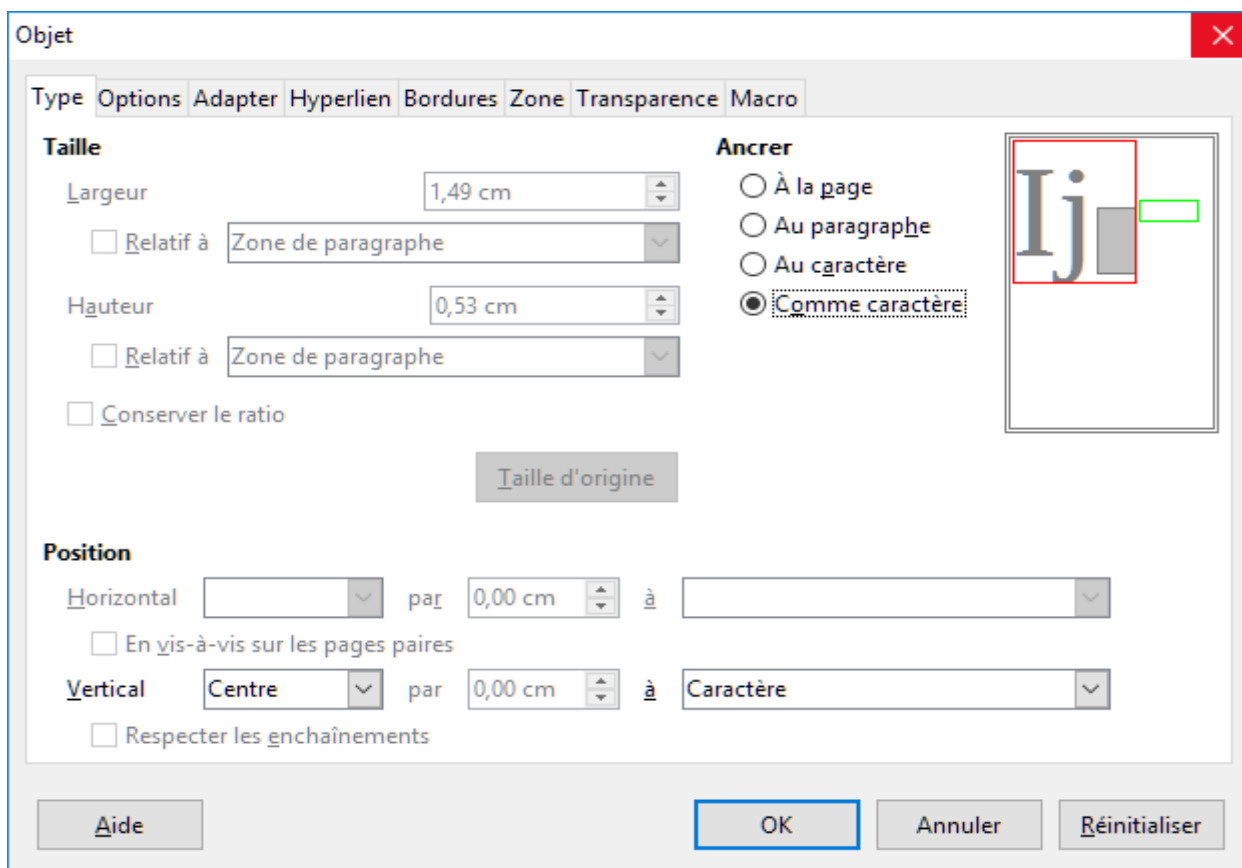 Objet
Type Options Adapter Hyperlien Bordures Zone Transparence Macro
Taille
Largeur 1,49 cm
Relatif à Zone de paragraphe
Hauteur 0,53 cm
Relatif à Zone de paragraphe
Conserver le ratio
Taille d'origine
Ancrer
À la page
Au paragraphe
Au caractère
Comme caractère
Ij
Position
Horizontal par 0,00 cm à
En vis-à-vis sur les pages paires
Vertical Centre par 0,00 cm à Caractère
Respecter les enchaînements
Aide OK Annuler Réinitialiser